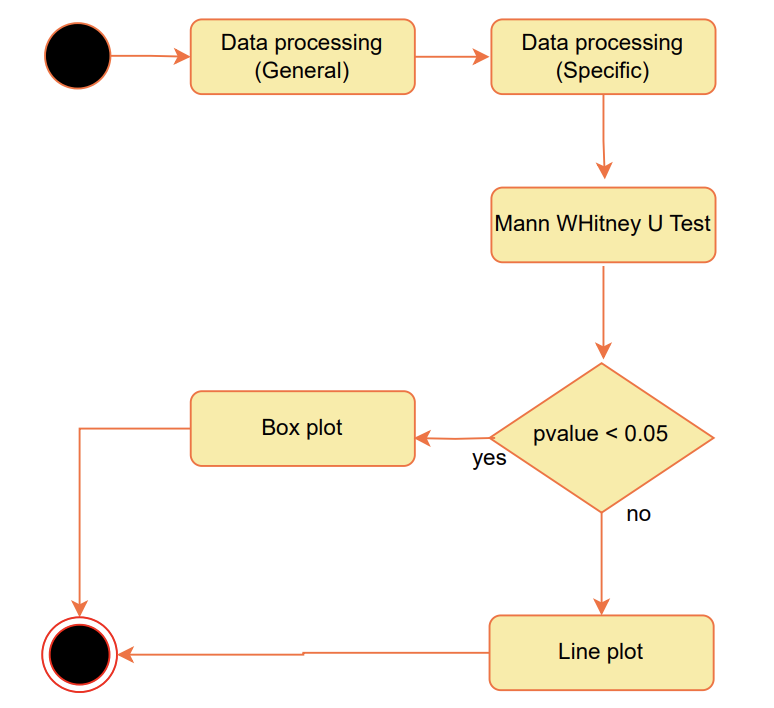 Data processing
(General)
Data processing
(Specific)
Mann WHitney U Test
pvalue < 0.05
Box plot
yes
no
Line plot